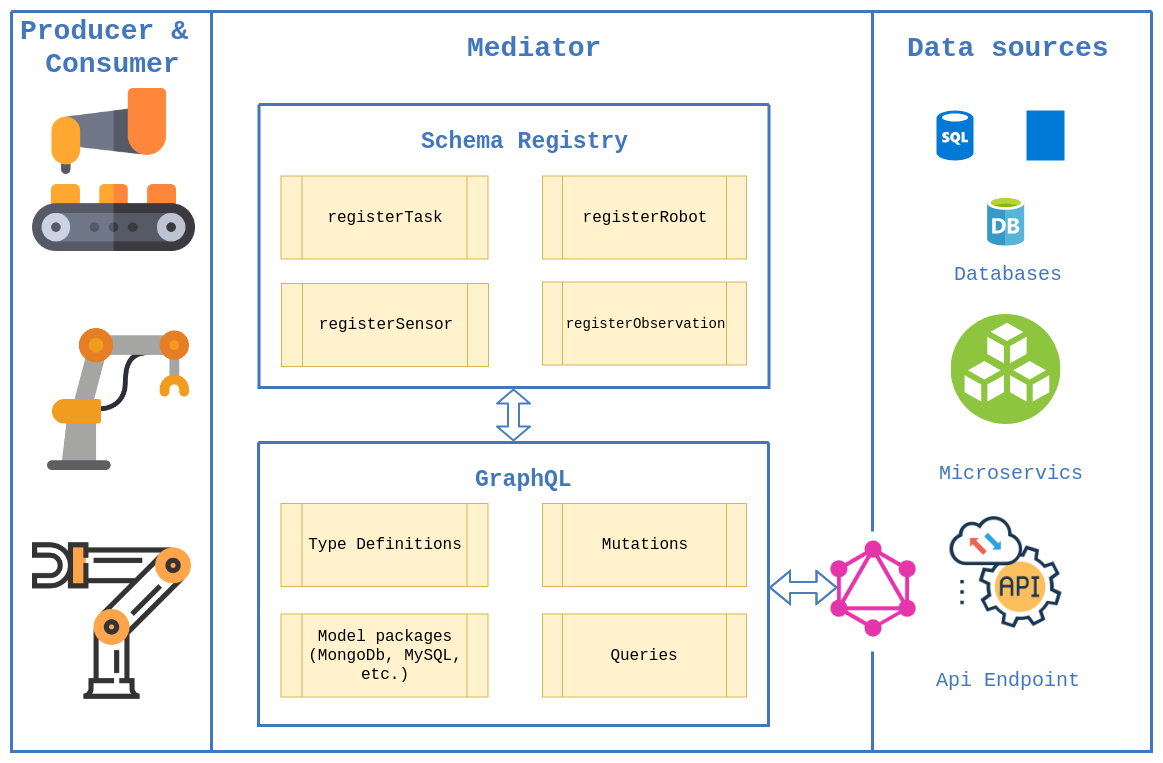 Producer &
Consumer
Mediator
Data sources
Schema Registry
registerTask
registerRobot
registerSensor
registerObservation
GraphQL
Type Definitions
Mutations
Model packages
(MongoDb, MySQL,
etc.)
Queries
SQL
DB
Databases
Microservics
API
Api Endpoint